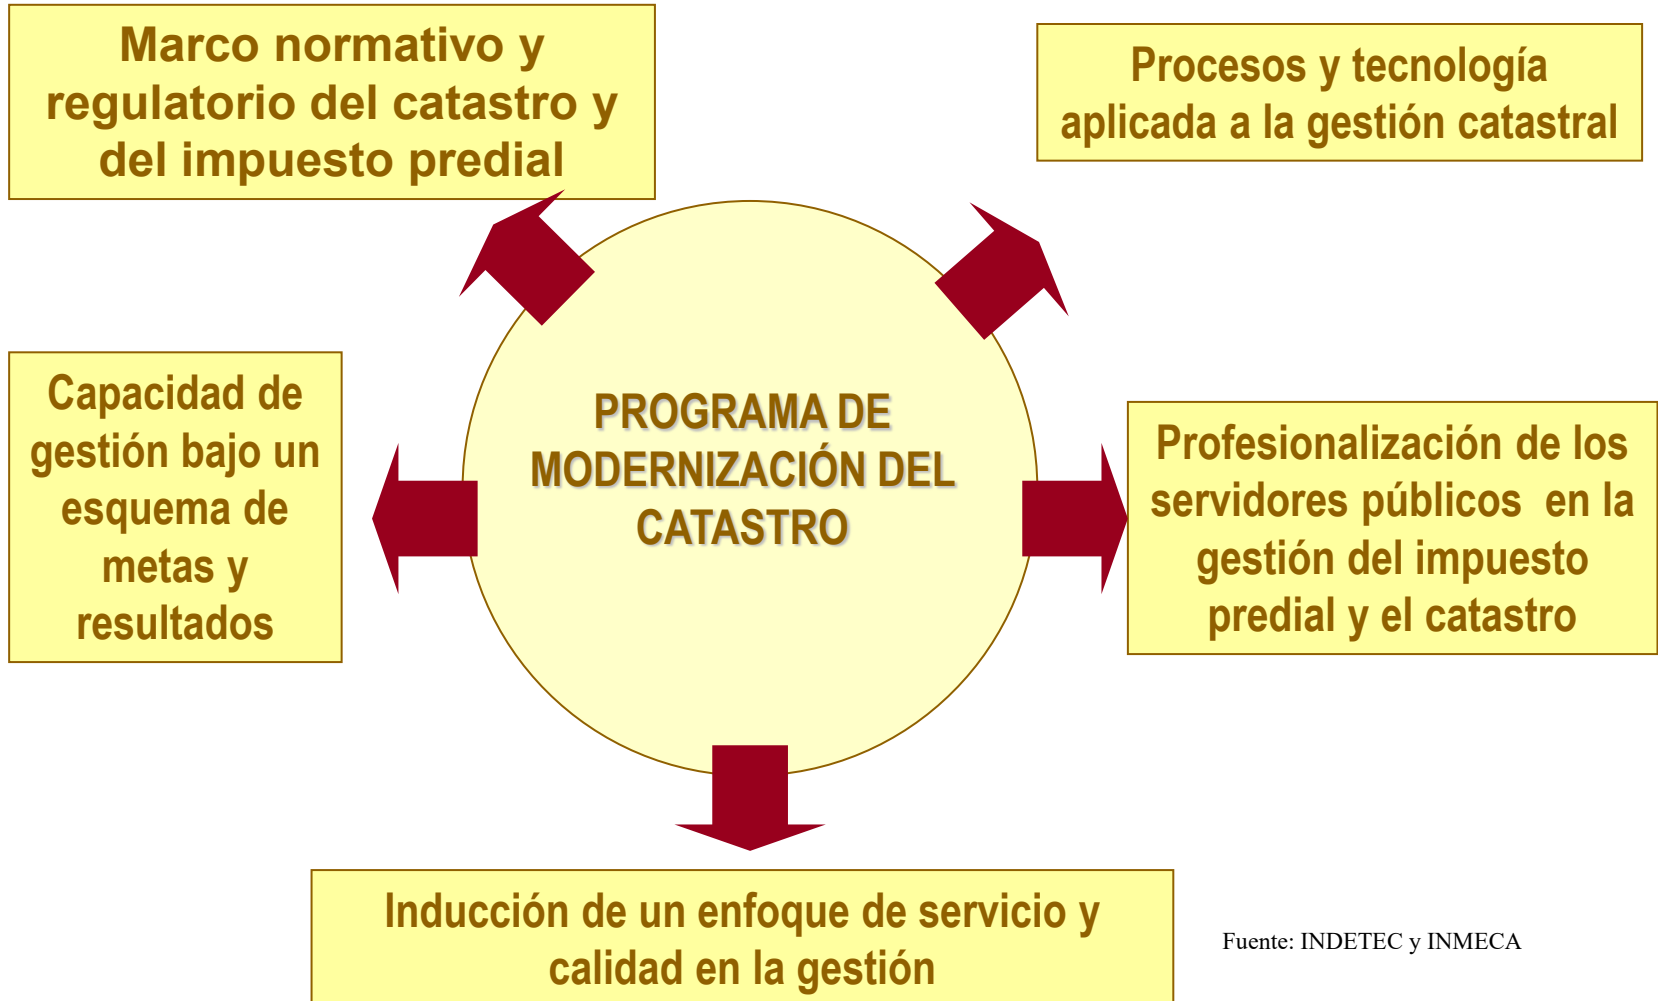 Marco normativo y
regulatorio del catastro y
del impuesto predial
Procesos y tecnología
aplicada a la gestión catastral
Capacidad de
gestión bajo un
esquema de
metas y
resultados
PROGRAMA DE
MODERNIZACIÓN DEL
CATASTRO
Profesionalización de los
servidores públicos en la
gestión del impuesto
predial y el catastro
Inducción de un enfoque de servicio y
calidad en la gestión
Fuente: INDETEC y INMECA